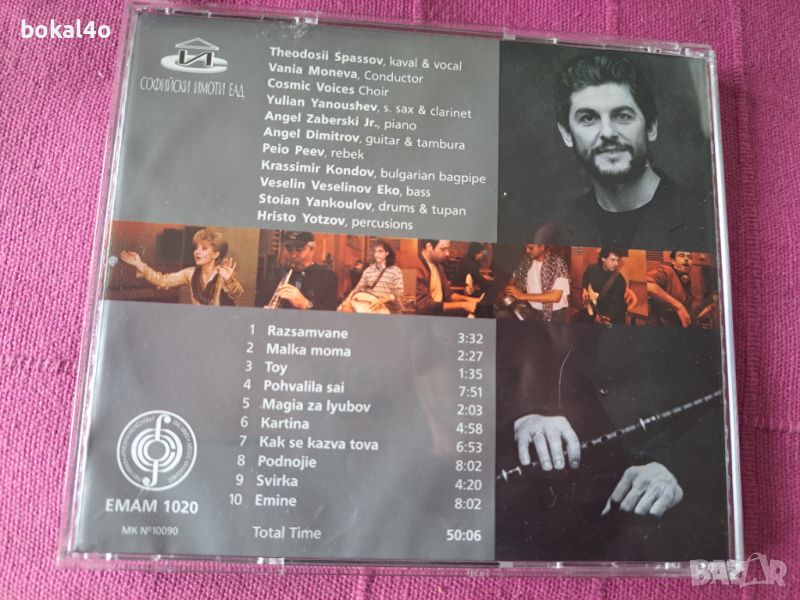 bokal4o
СОФИЙСКИ ИМОТИ ЕАД
Theodosii Spassov, kaval & vocal
Vania Moneva, Conductor
Cosmic Voices Choir
Yulian Yanoushev, s. sax & clarinet
Angel Zaberski Jr., piano
Angel Dimitrov, guitar & tambura
Peio Peev, rebek
Krassimir Kondov, bulgarian bagpipe
Veselin Veselinov Eko, bass
Stoian Yankoulov, drums & tupan
Hristo Yotzov, percusions
1 Razsamvane 3:32
2 Malka moma 2:27
3 Toy 1:35
4 Pohvalila sai 7:51
5 Magia za lyubov 2:03
6 Kartina 4:58
7 Kak se kazva tova 6:53
8 Podnojie 8:02
9 Svirka 4:20
10 Emine 8:02
Total Time 50:06
EMAM 1020
MK Nº10090
BAZAR